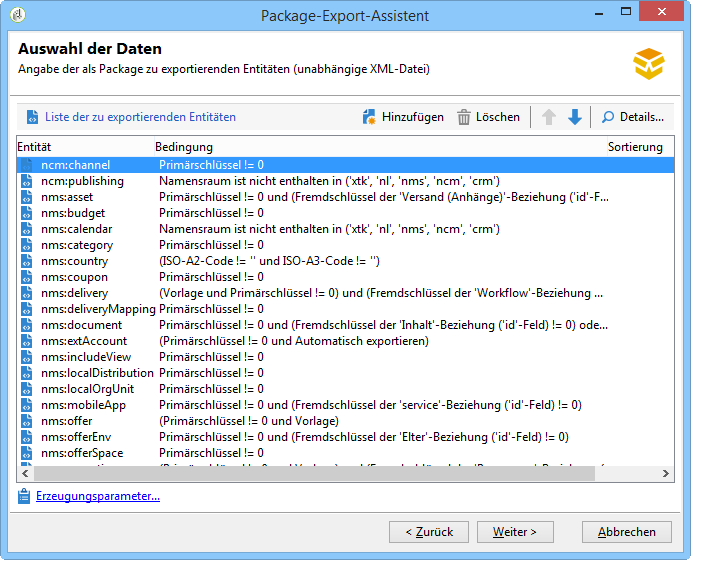 Package-Export-Assistent
Auswahl der Daten
Angabe der als Package zu exportierenden Entitäten (unabhängige XML-Datei)
Liste der zu exportierenden Entitäten Hinzufügen Löschen Details...
Entität Bedingung Sortierung
ncm:channel Primärschlüssel != 0
ncm:publishing Namensraum ist nicht enthalten in ('xtk', 'nl', 'nms', 'ncm', 'crm')
nms:asset Primärschlüssel != 0 und (Fremdschlüssel der 'Versand (Anhänge)'-Beziehung ('id'-F...
nms:budget Primärschlüssel != 0
nms:calendar Namensraum ist nicht enthalten in ('xtk', 'nl', 'nms', 'ncm', 'crm')
nms:category Primärschlüssel != 0
nms:country (ISO-A2-Code != '' und ISO-A3-Code != '')
nms:coupon Primärschlüssel != 0
nms:delivery (Vorlage und Primärschlüssel != 0) und (Fremdschlüssel der 'Workflow'-Beziehung ...
nms:deliveryMapping Primärschlüssel != 0
nms:document Primärschlüssel != 0 und (Fremdschlüssel der 'Inhalt'-Beziehung ('id'-Feld) != 0) ode...
nms:extAccount (Primärschlüssel != 0 und Automatisch exportieren)
nms:includeView Primärschlüssel != 0
nms:localDistribution Primärschlüssel != 0
nms:localOrgUnit Primärschlüssel != 0
nms:mobileApp Primärschlüssel != 0 und (Fremdschlüssel der 'service'-Beziehung ('id'-Feld) != 0)
nms:offer (Primärschlüssel != 0 und Vorlage)
nms:offerEnv Primärschlüssel != 0 und (Fremdschlüssel der 'Elter'-Beziehung ('id'-Feld) != 0)
nms:offerSpace Primärschlüssel != 0
Erzeugungsparameter...
< Zurück Weiter > Abbrechen